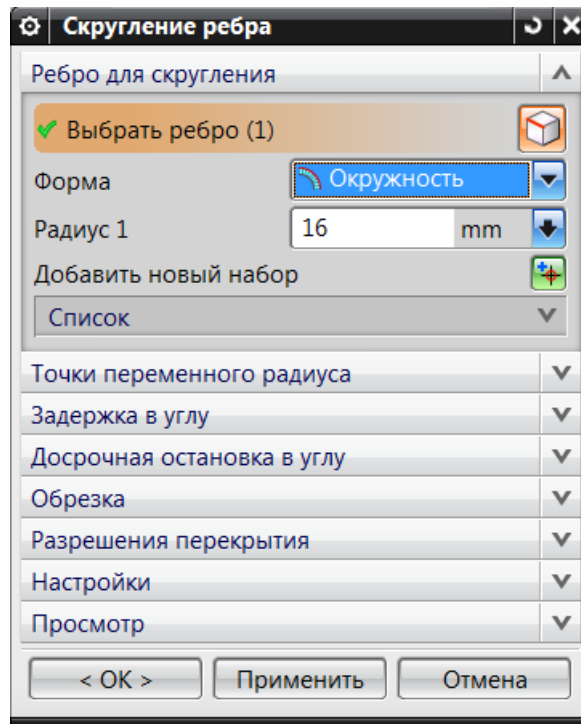 Скругление ребра
Ребро для скругления
Выбрать ребро (1)
Форма Окружность
Радиус 1 16 mm
Добавить новый набор
Список
Точки переменного радиуса
Задержка в углу
Досрочная остановка в углу
Обрезка
Разрешения перекрытия
Настройки
Просмотр
< OK > Применить Отмена